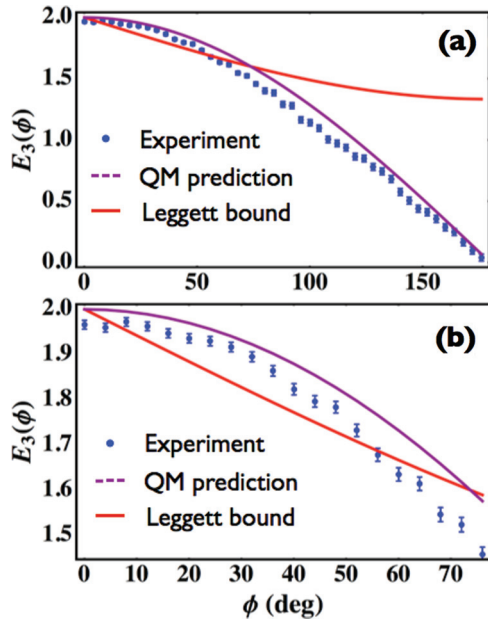 2.0
1.5
1.0
0.5
0.0
E₃(ϕ)
(a)
Experiment
QM prediction
Leggett bound
0 50 100 150
2.0
1.9
1.8
1.7
1.6
1.5
E₃(ϕ)
(b)
Experiment
QM prediction
Leggett bound
0 10 20 30 40 50 60 70
ϕ (deg)